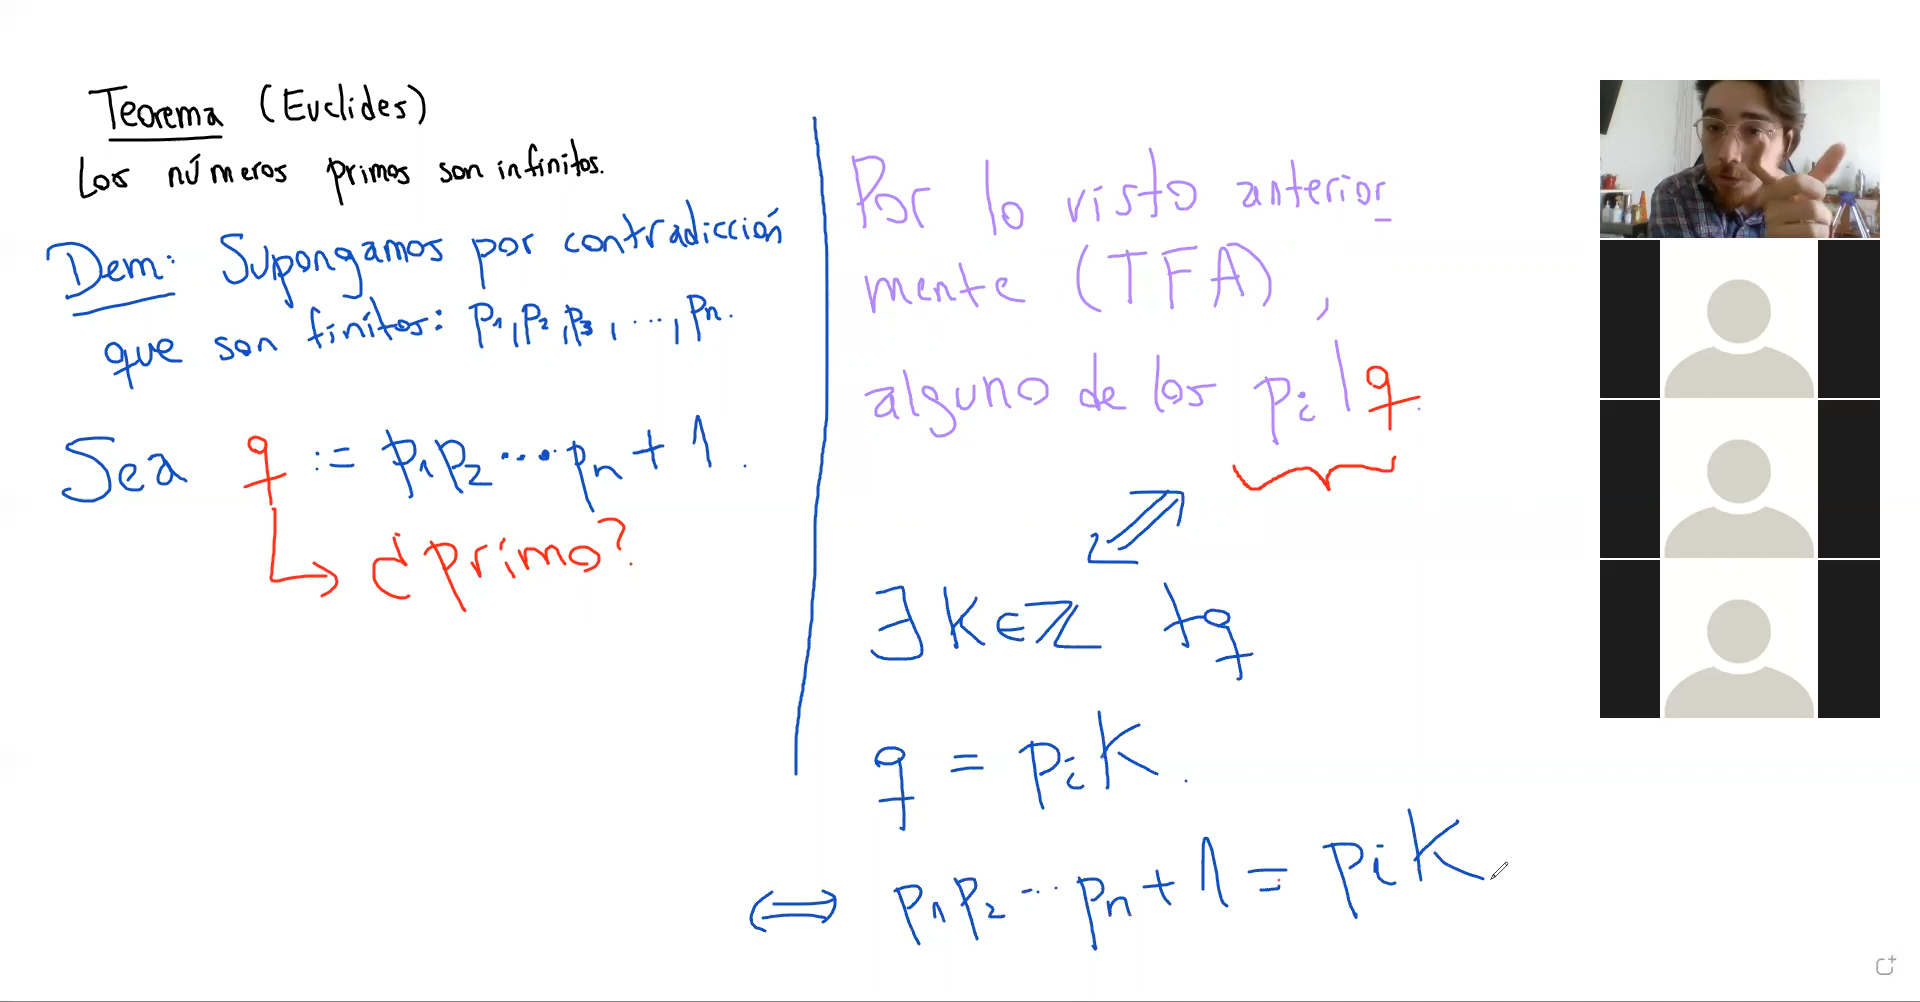 Teorema (Euclides)
Los números primos son infinitos.
Dem: Supongamos por contradicción
que son finitos: p₁, p₂, p₃, ..., pₙ.
Sea q := p₁p₂...pₙ + 1.
¿primo?
Por lo visto anterior_
mente (TFA),
alguno de los pᵢ | q.
∃ K ∈ ℤ tq
q = pᵢK.
⟺ p₁p₂...pₙ + 1 = pᵢK